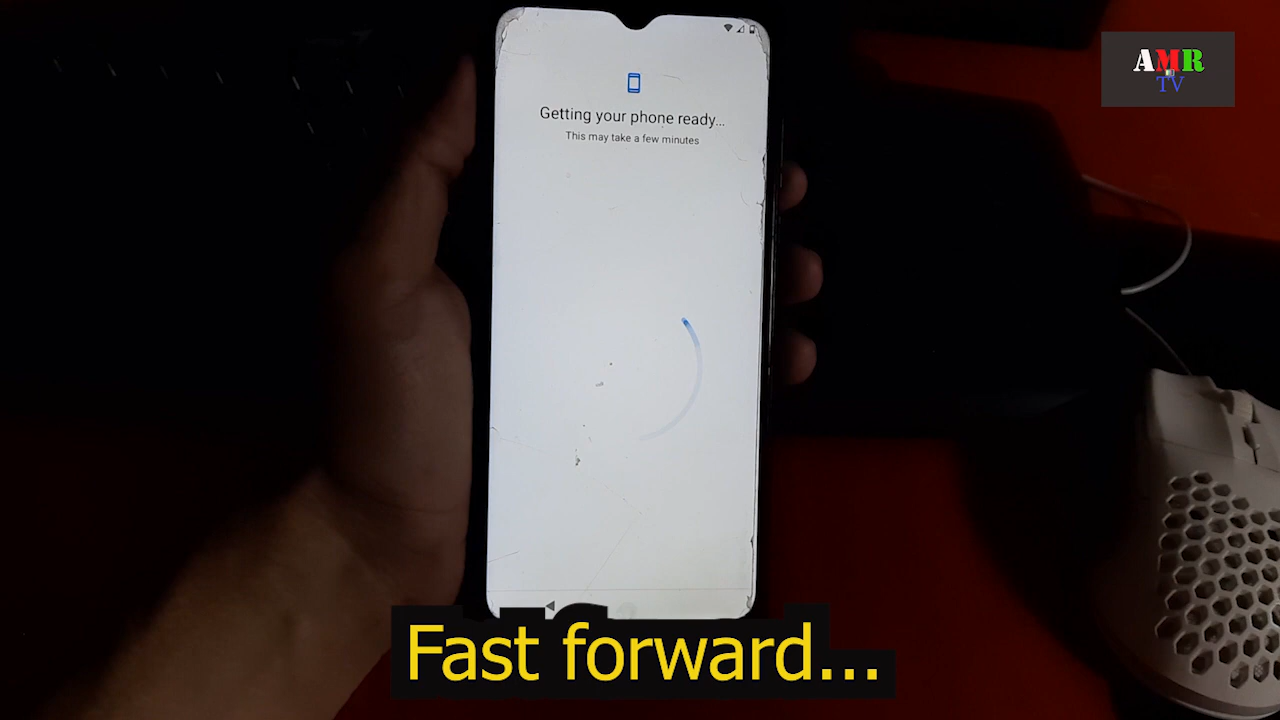 AMR
TV
Getting your phone ready...
This may take a few minutes
Fast forward...